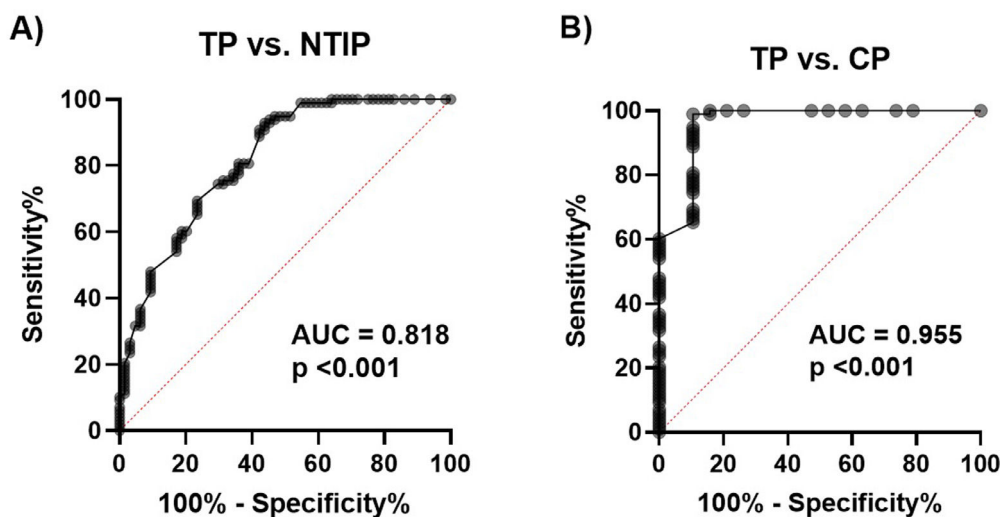 A)
TP vs. NTIP
100
80
60
40
20
0
Sensitivity%
AUC = 0.818
p <0.001
0 20 40 60 80 100
100% - Specificity%
B)
TP vs. CP
100
80
60
40
20
0
Sensitivity%
AUC = 0.955
p <0.001
0 20 40 60 80 100
100% - Specificity%